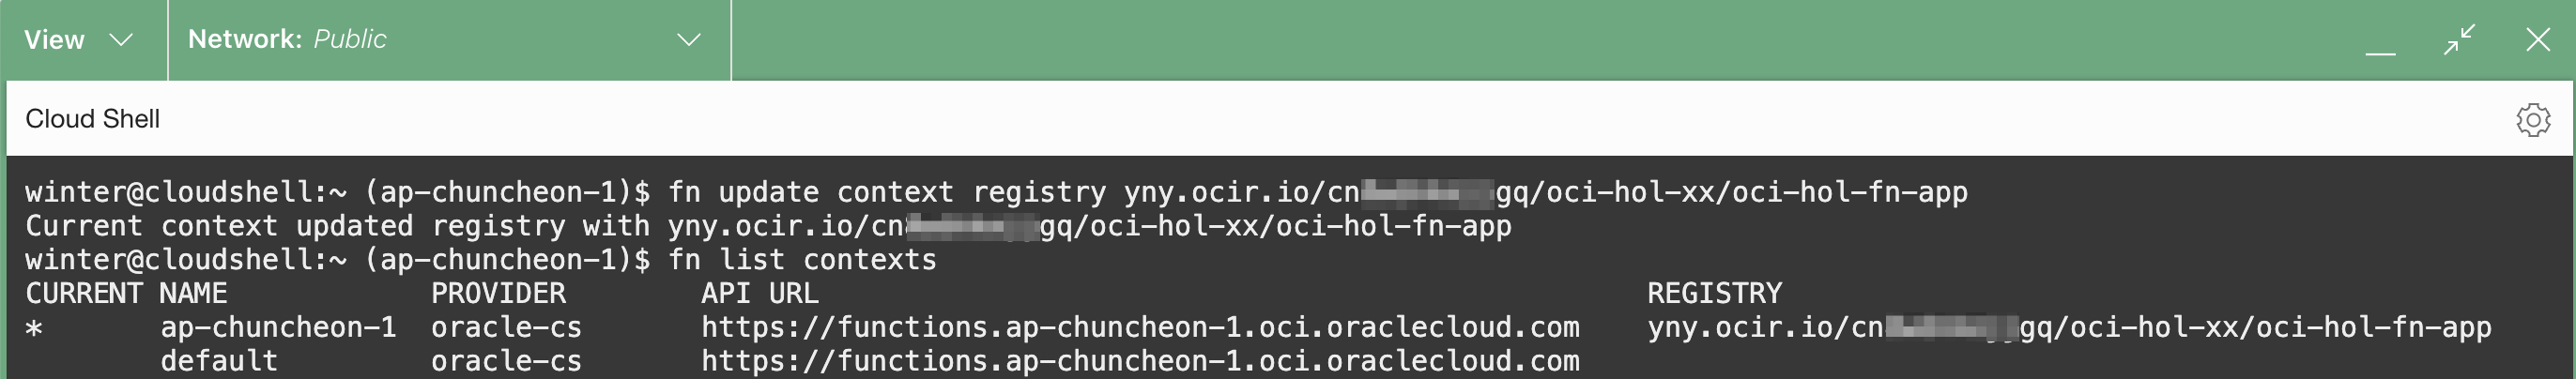 View Network: Public
Cloud Shell
winter@cloudshell:~ (ap-chuncheon-1)$ fn update context registry yny.ocir.io/cn gq/oci-hol-xx/oci-hol-fn-app
Current context updated registry with yny.ocir.io/cn gq/oci-hol-xx/oci-hol-fn-app
winter@cloudshell:~ (ap-chuncheon-1)$ fn list contexts
CURRENT NAME PROVIDER API URL REGISTRY
* ap-chuncheon-1 oracle-cs https://functions.ap-chuncheon-1.oci.oraclecloud.com yny.ocir.io/cn gq/oci-hol-xx/oci-hol-fn-app
default oracle-cs https://functions.ap-chuncheon-1.oci.oraclecloud.com